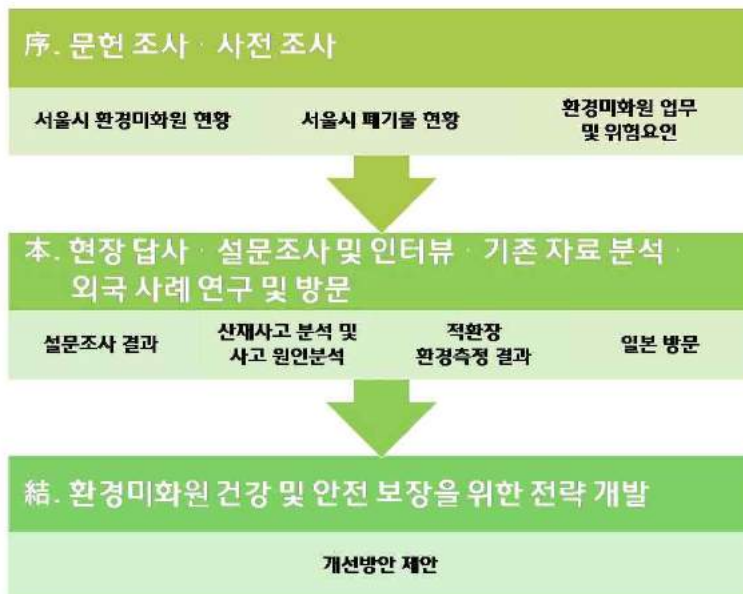 序. 문헌 조사 · 사전 조사
서울시 환경미화원 현황
서울시 폐기물 현황
환경미화원 업무
및 위험요인
本. 현장 답사 · 설문조사 및 인터뷰 · 기존 자료 분석 ·
외국 사례 연구 및 방문
설문조사 결과
산재사고 분석 및
사고 원인분석
적환장
환경측정 결과
일본 방문
結. 환경미화원 건강 및 안전 보장을 위한 전략 개발
개선방안 제안